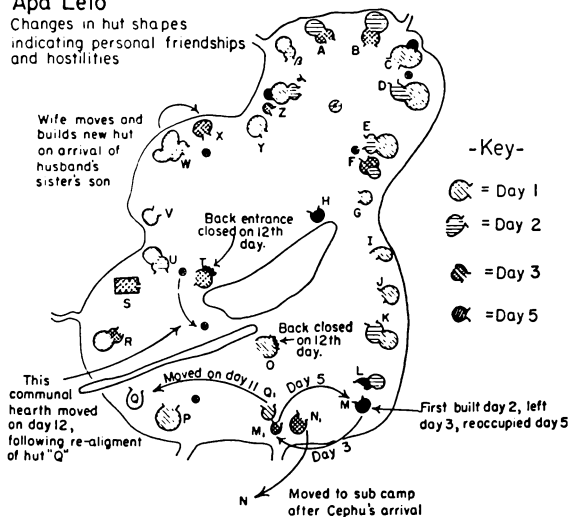 Apa Lelo
Changes in hut shapes
indicating personal friendships
and hostilities
A
B
C
D
Z
Y
Wife moves and
builds new hut
on arrival of
husband's
sister's son
X
W
E
F
G
-Key-
= Day 1
= Day 2
= Day 3
= Day 5
V
H
Back entrance
closed on 12th
day.
U
T
I
S
J
K
R
Back closed
on 12th
day.
O
L
This
communal
hearth moved
on day 12,
following re-aligment
of hut "Q"
Moved on day 11
Q
Q₁
Day 5
P
M₁
N₁
M
First built day 2, left
day 3, reoccupied day 5
Day 3
N
Moved to sub camp
after Cephu's arrival